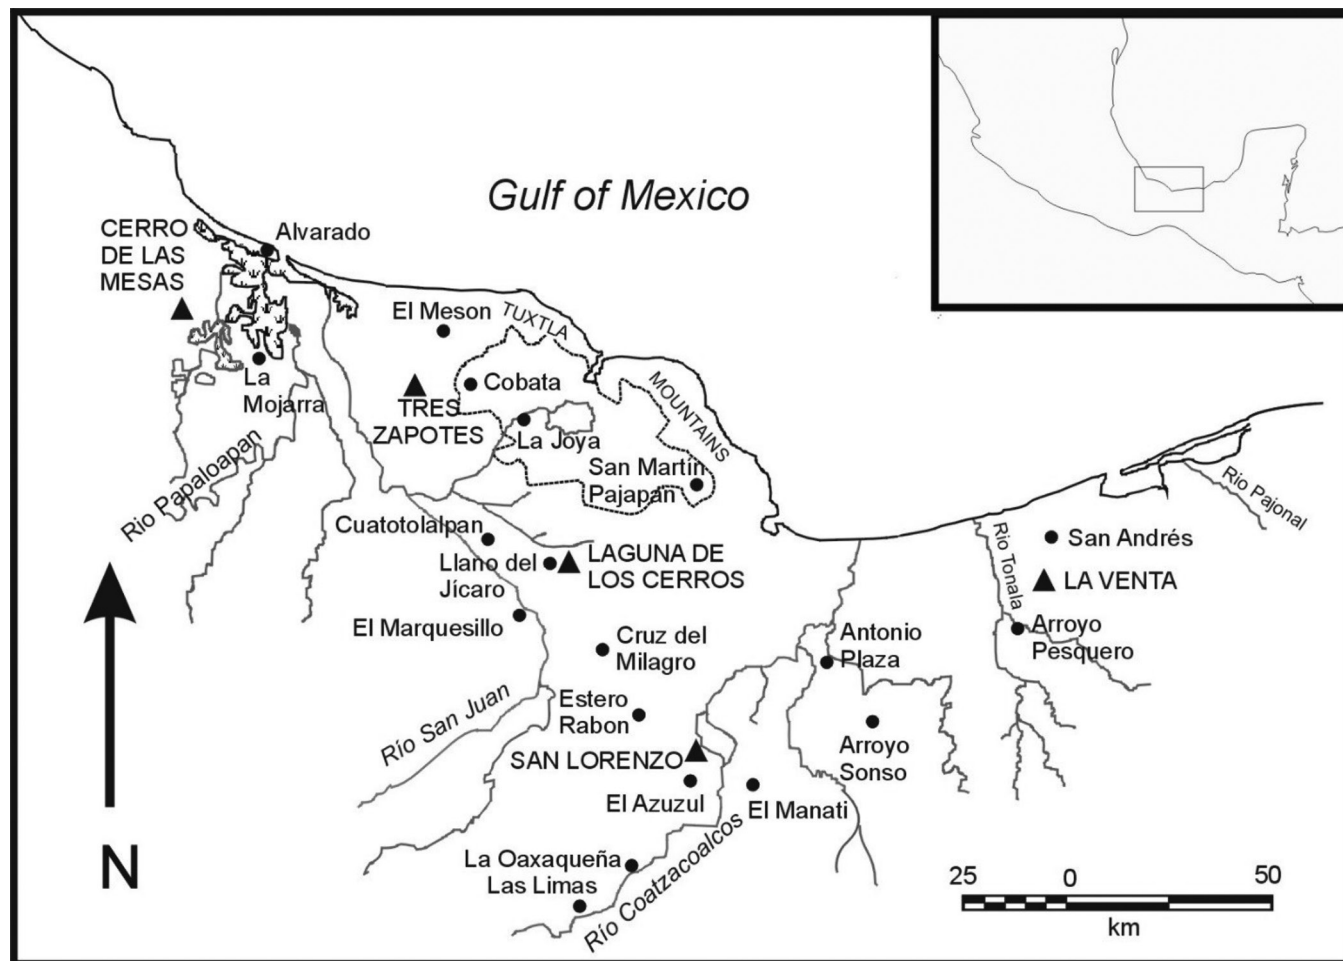 Gulf of Mexico
CERRO
DE LAS
MESAS
Alvarado
El Meson
TUXTLA
MOUNTAINS
La
Mojarra
Cobata
TRES
ZAPOTES
La Joya
San Martín
Pajapan
Rio Papaloapan
Cuatotolalpan
Llano del
Jícaro
LAGUNA DE
LOS CERROS
Rio Tonala
San Andrés
Rio Pajonal
LA VENTA
El Marquesillo
Cruz del
Milagro
Antonio
Plaza
Arroyo
Pesquero
Río San Juan
Estero
Rabon
SAN LORENZO
Arroyo
Sonso
El Azuzul
El Manati
N
La Oaxaqueña
Las Limas
Río Coatzacoalcos
25 0 50
km